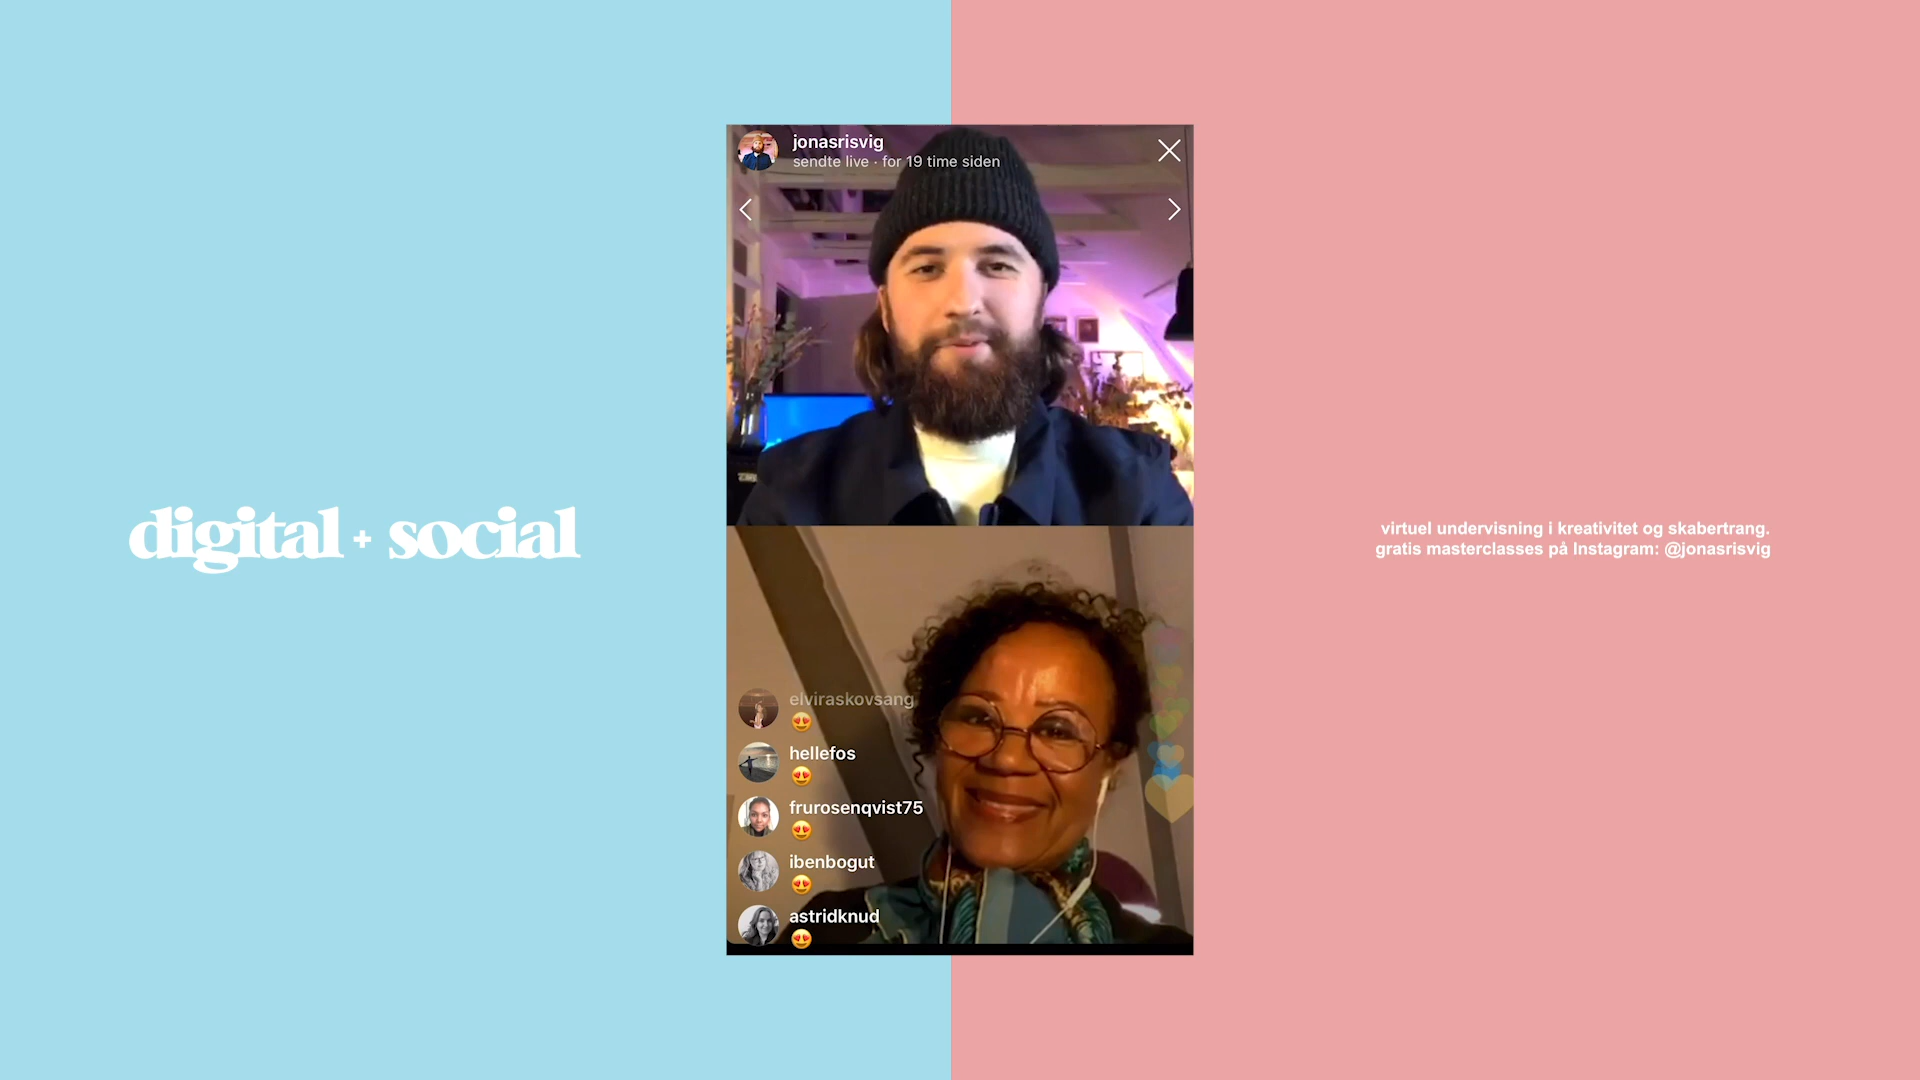 jonasrisvig
sendte live · for 19 time siden
digital + social
virtuel undervisning i kreativitet og skabertrang.
gratis masterclasses på Instagram: @jonasrisvig
elviraskovsang
😍
hellefos
😍
frurosenqvist75
😍
ibenbogut
😍
astridknud
😍